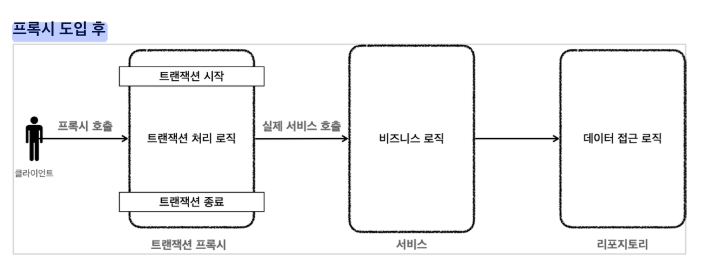 프록시 도입 후
트랜잭션 시작
프록시 호출
트랜잭션 처리 로직
실제 서비스 호출
비즈니스 로직
데이터 접근 로직
클라이언트
트랜잭션 종료
트랜잭션 프록시
서비스
리포지토리